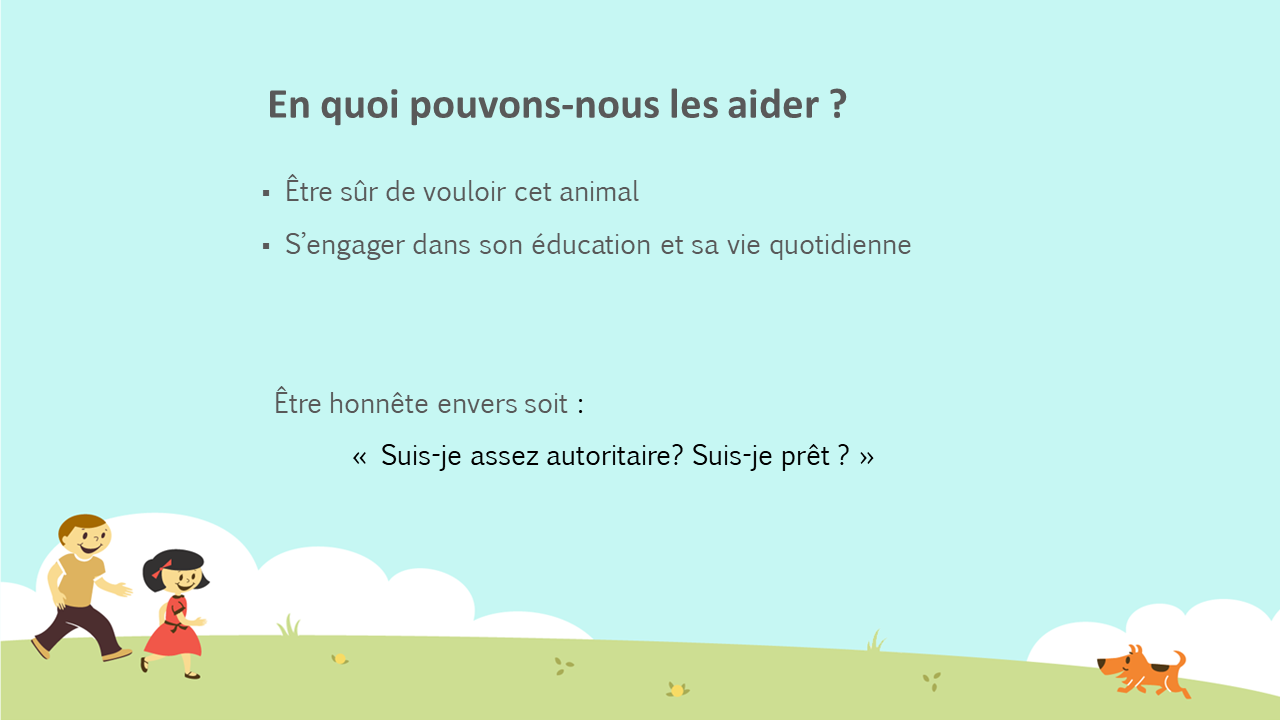 En quoi pouvons-nous les aider ?
▪ Être sûr de vouloir cet animal
▪ S’engager dans son éducation et sa vie quotidienne
Être honnête envers soit :
« Suis-je assez autoritaire? Suis-je prêt ? »